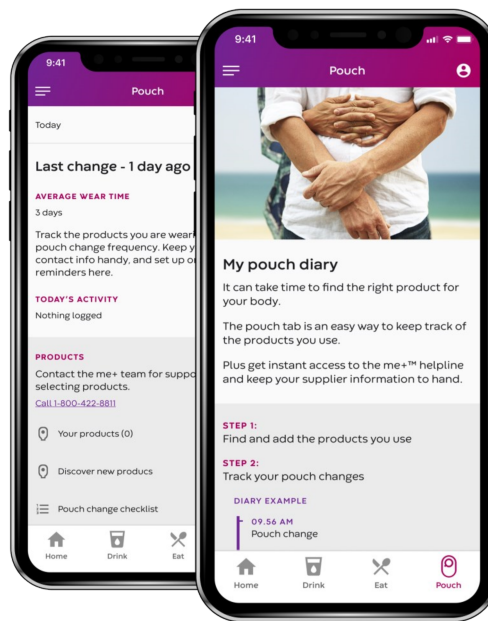 9:41
Pouch
Today
Last change - 1 day ago
AVERAGE WEAR TIME
3 days
Track the products you are
pouch change frequency. Keep
contact info handy, and set up
reminders here.
TODAY'S ACTIVITY
Nothing logged
PRODUCTS
Contact the me+ team for
selecting products.
Call 1-800-422-8811
Your products (0)
Discover new producs
Pouch change checklist
Home
Drink
Eat
9:41
Pouch
My pouch diary
It can take time to find the right product for
your body.
The pouch tab is an easy way to keep track of
the products you use.
Plus get instant access to the me+™ helpline
and keep your supplier information to hand.
STEP 1:
Find and add the products you use
STEP 2:
Track your pouch changes
DIARY EXAMPLE
09.56 AM
Pouch change
Home
Drink
Eat
Pouch